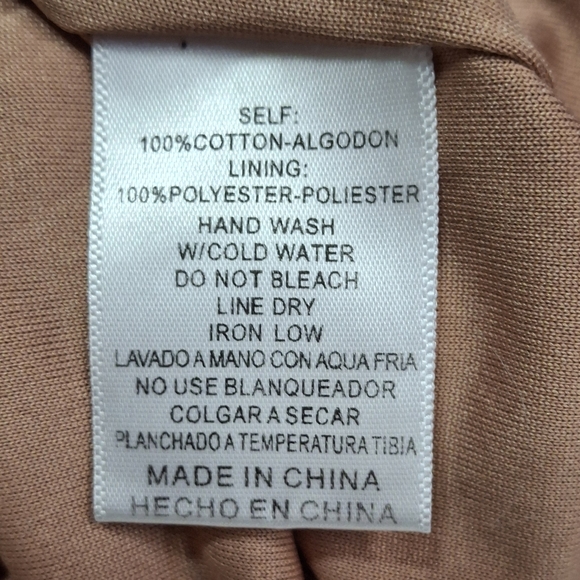 SELF:
100%COTTON-ALGODON
LINING:
100%POLYESTER-POLIESTER
HAND WASH
W/COLD WATER
DO NOT BLEACH
LINE DRY
IRON LOW
LAVADO A MANO CON AQUA FRIA
NO USE BLANQUEADOR
COLGAR A SECAR
PLANCHADO A TEMPERATURA TIBIA
MADE IN CHINA
HECHO EN CHINA